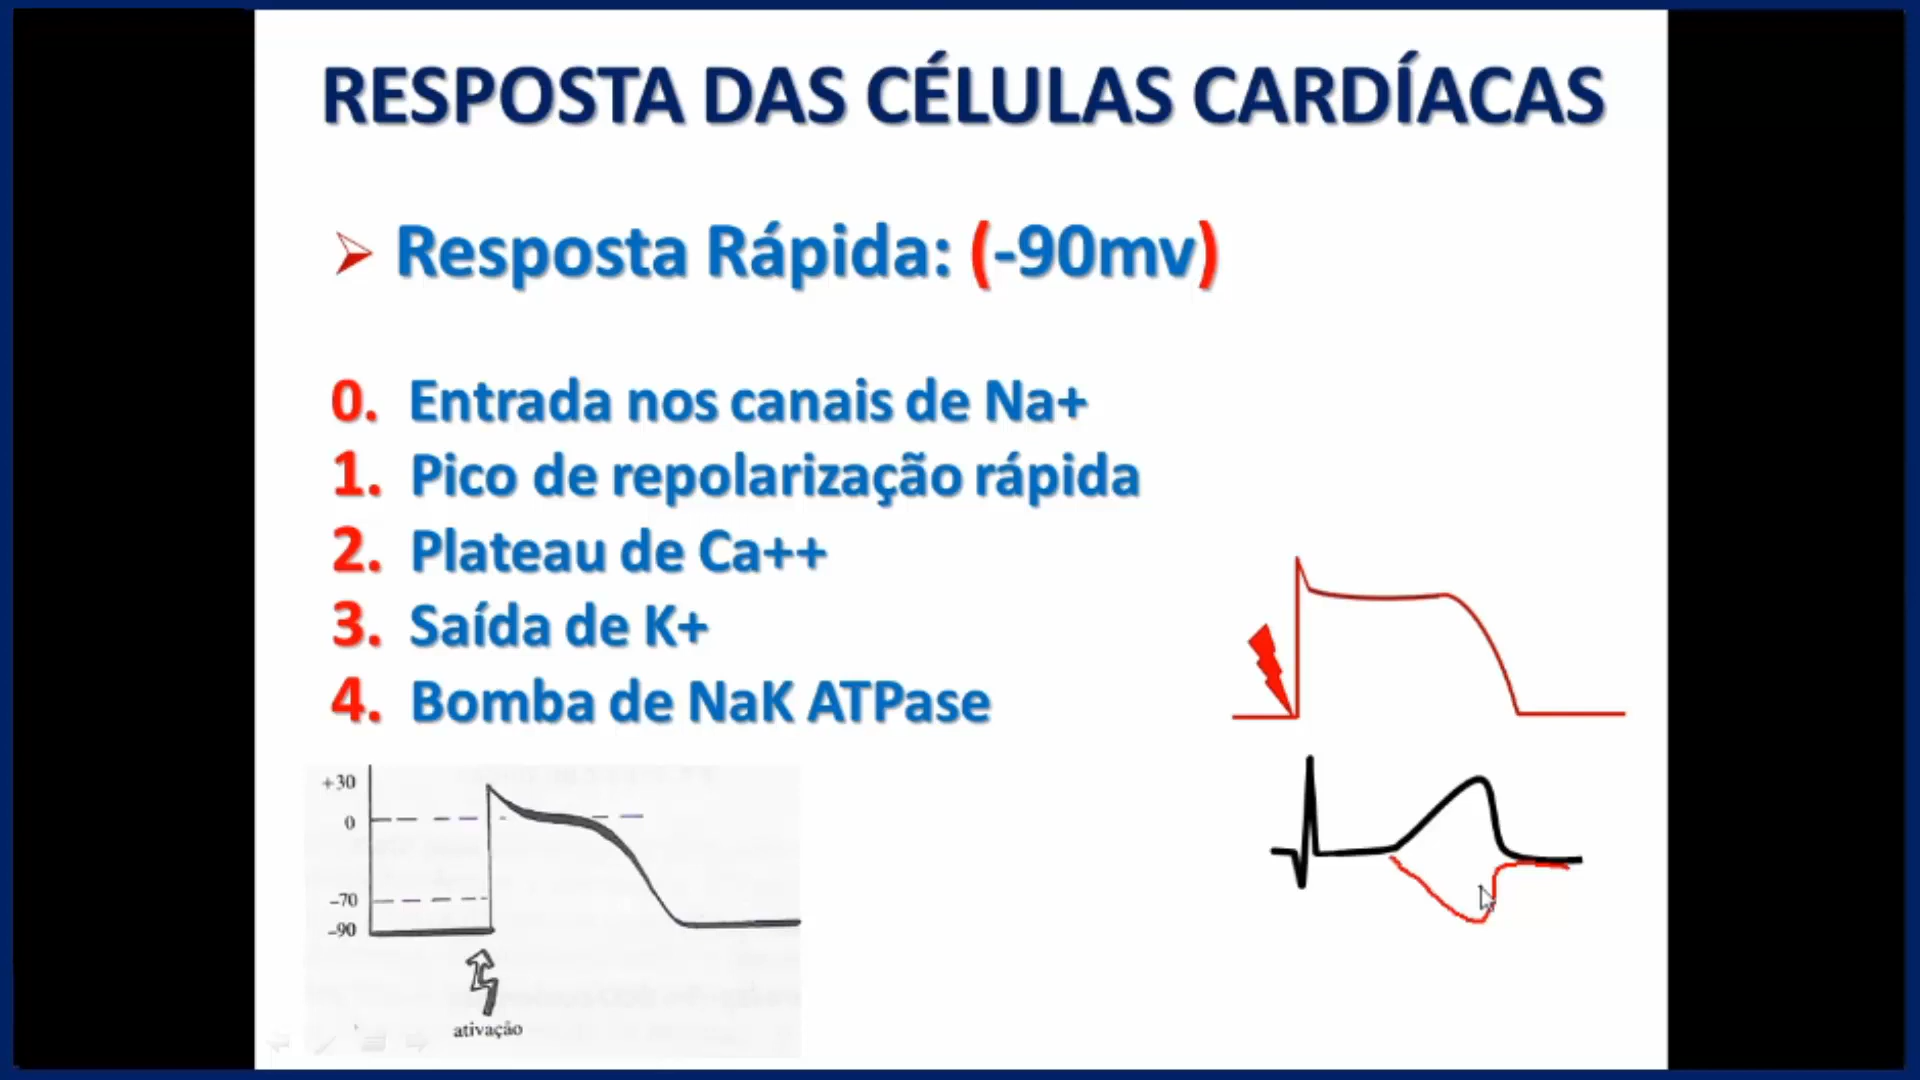 RESPOSTA DAS CÉLULAS CARDÍACAS
Resposta Rápida: (-90mv)
0. Entrada nos canais de Na+
1. Pico de repolarização rápida
2. Plateau de Ca++
3. Saída de K+
4. Bomba de NaK ATPase
+30
0
-70
-90
ativação